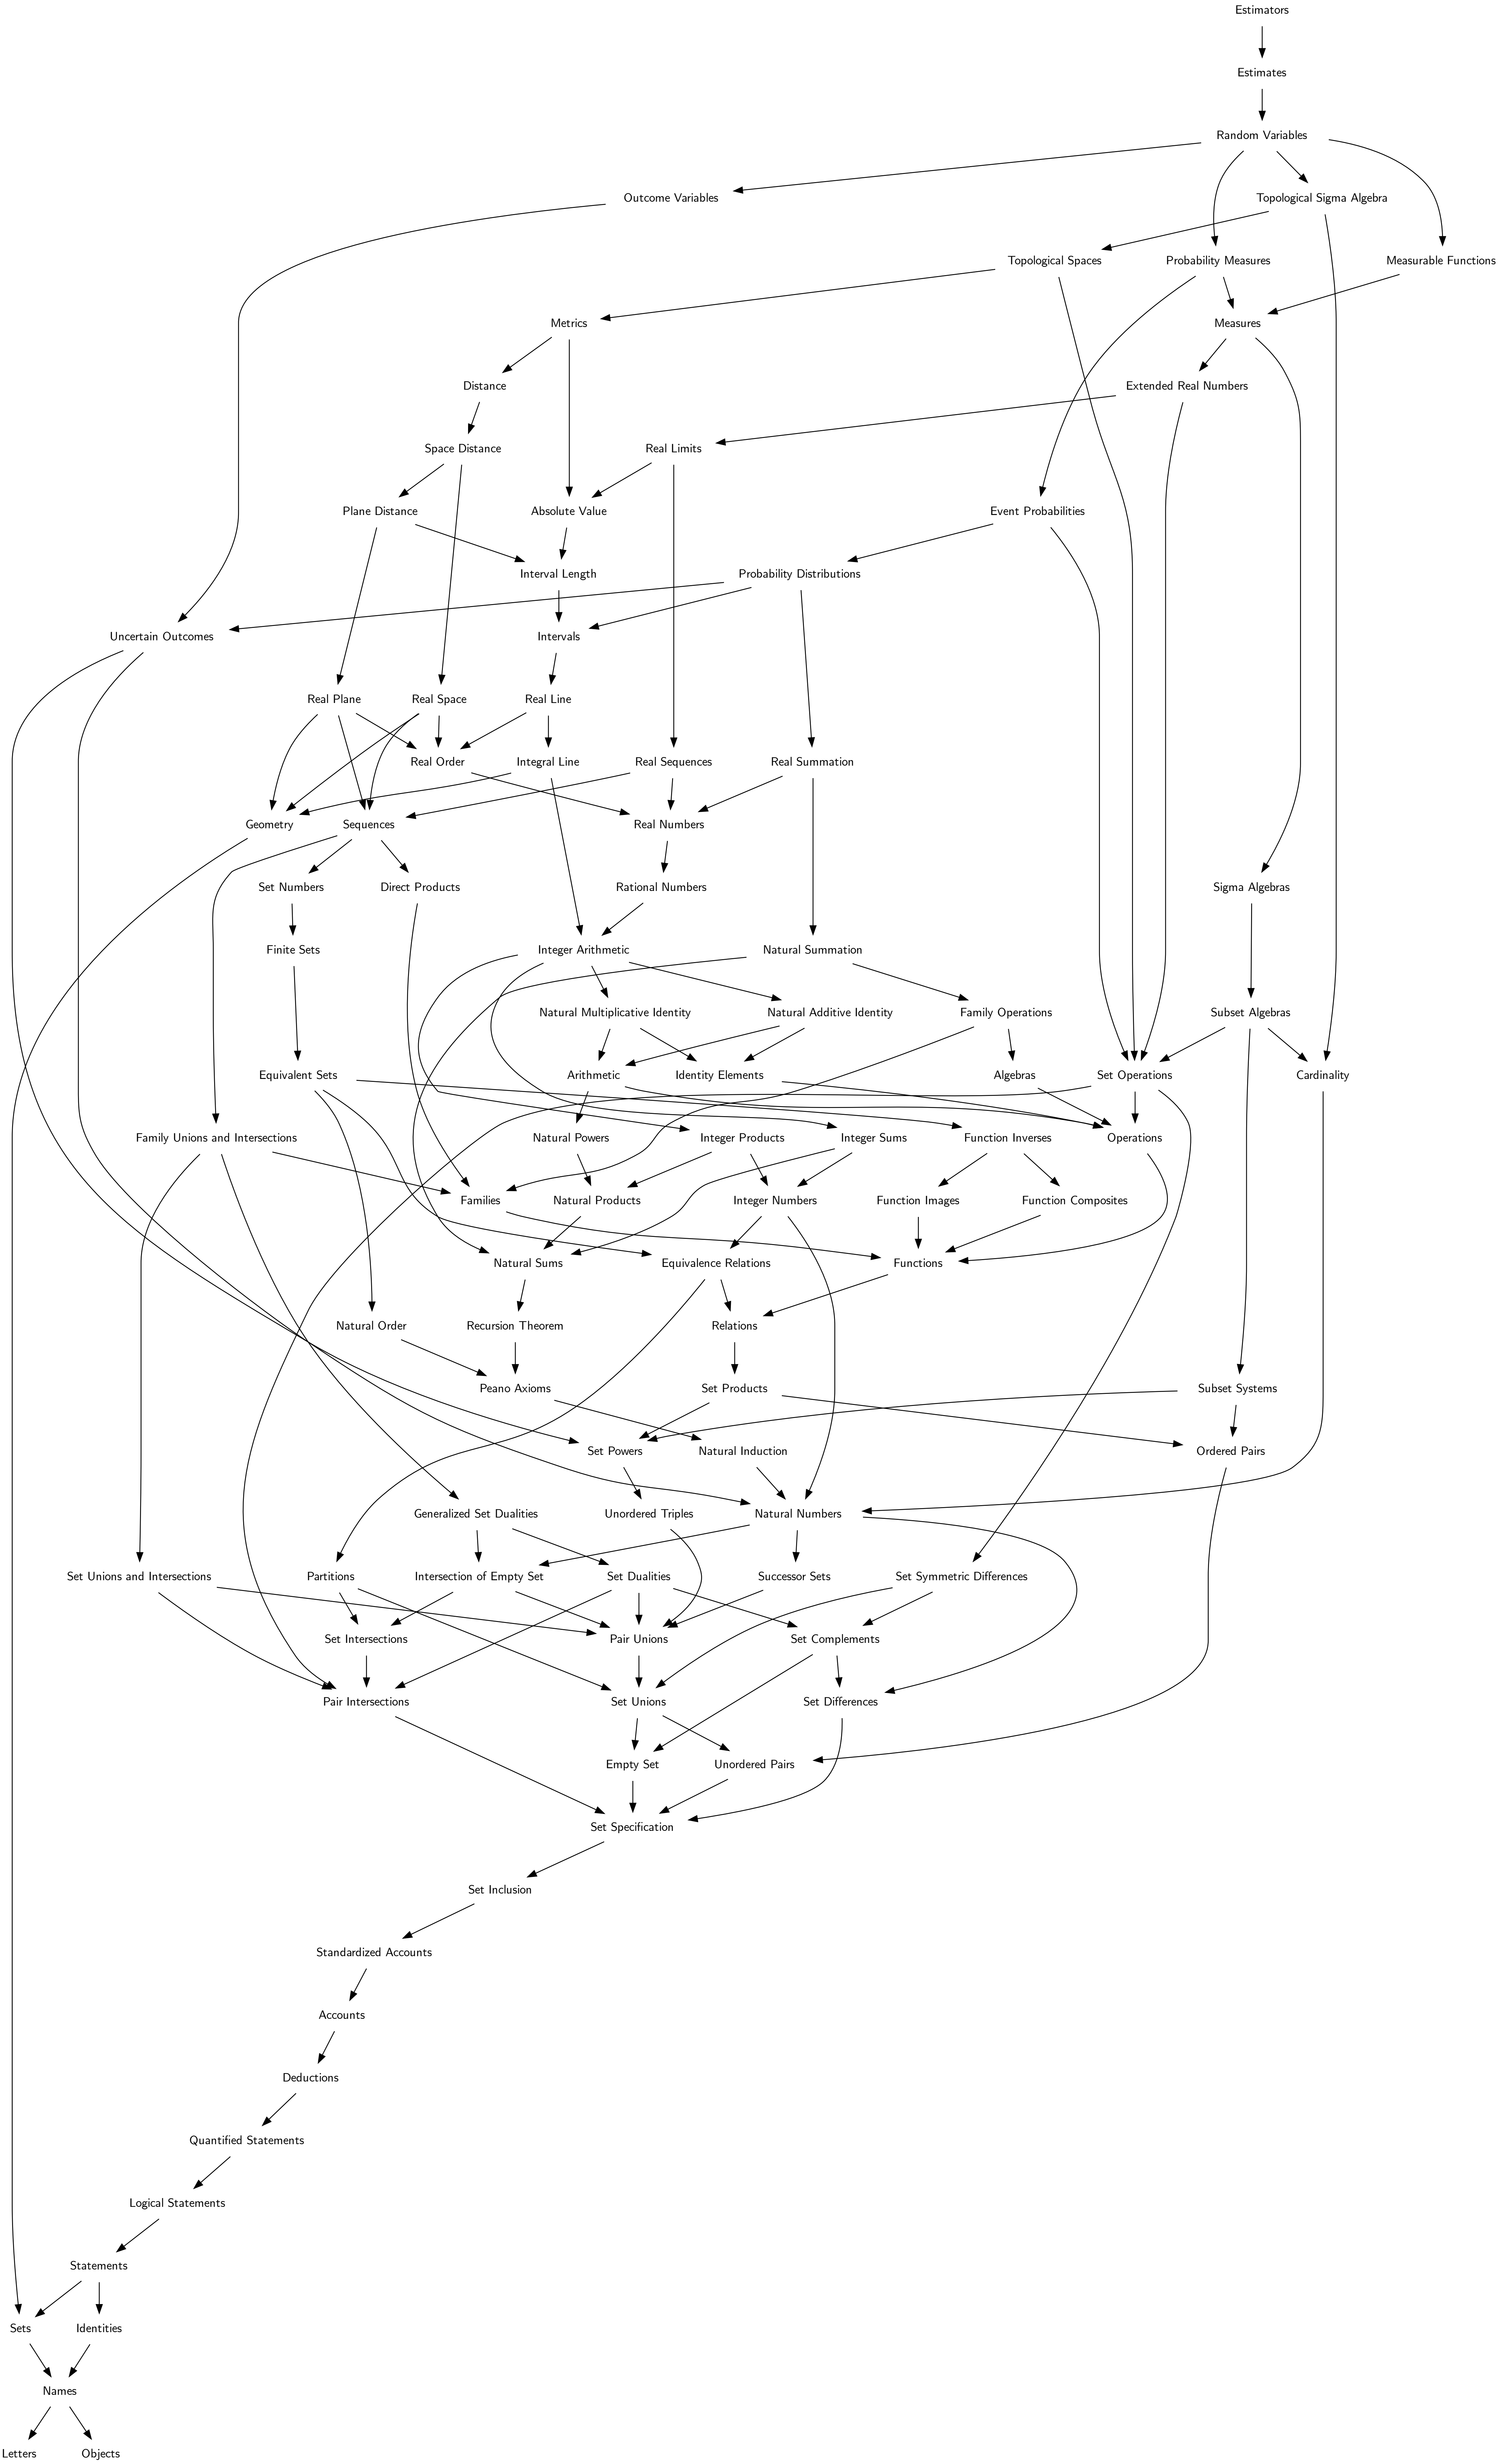 Estimators
Estimates
Random Variables
Outcome Variables
Topological Sigma Algebra
Topological Spaces
Probability Measures
Measurable Functions
Metrics
Measures
Distance
Extended Real Numbers
Space Distance
Real Limits
Plane Distance
Absolute Value
Event Probabilities
Interval Length
Probability Distributions
Uncertain Outcomes
Intervals
Real Plane
Real Space
Real Line
Real Order
Integral Line
Real Sequences
Real Summation
Geometry
Sequences
Real Numbers
Set Numbers
Direct Products
Rational Numbers
Sigma Algebras
Finite Sets
Integer Arithmetic
Natural Summation
Natural Multiplicative Identity
Natural Additive Identity
Family Operations
Subset Algebras
Equivalent Sets
Arithmetic
Identity Elements
Algebras
Set Operations
Cardinality
Family Unions and Intersections
Natural Powers
Integer Products
Integer Sums
Function Inverses
Operations
Families
Natural Products
Integer Numbers
Function Images
Function Composites
Natural Sums
Equivalence Relations
Functions
Natural Order
Recursion Theorem
Relations
Peano Axioms
Set Products
Subset Systems
Set Powers
Natural Induction
Ordered Pairs
Generalized Set Dualities
Unordered Triples
Natural Numbers
Set Unions and Intersections
Partitions
Intersection of Empty Set
Set Dualities
Successor Sets
Set Symmetric Differences
Set Intersections
Pair Unions
Set Complements
Pair Intersections
Set Unions
Set Differences
Empty Set
Unordered Pairs
Set Specification
Set Inclusion
Standardized Accounts
Accounts
Deductions
Quantified Statements
Logical Statements
Statements
Sets
Identities
Names
Letters
Objects